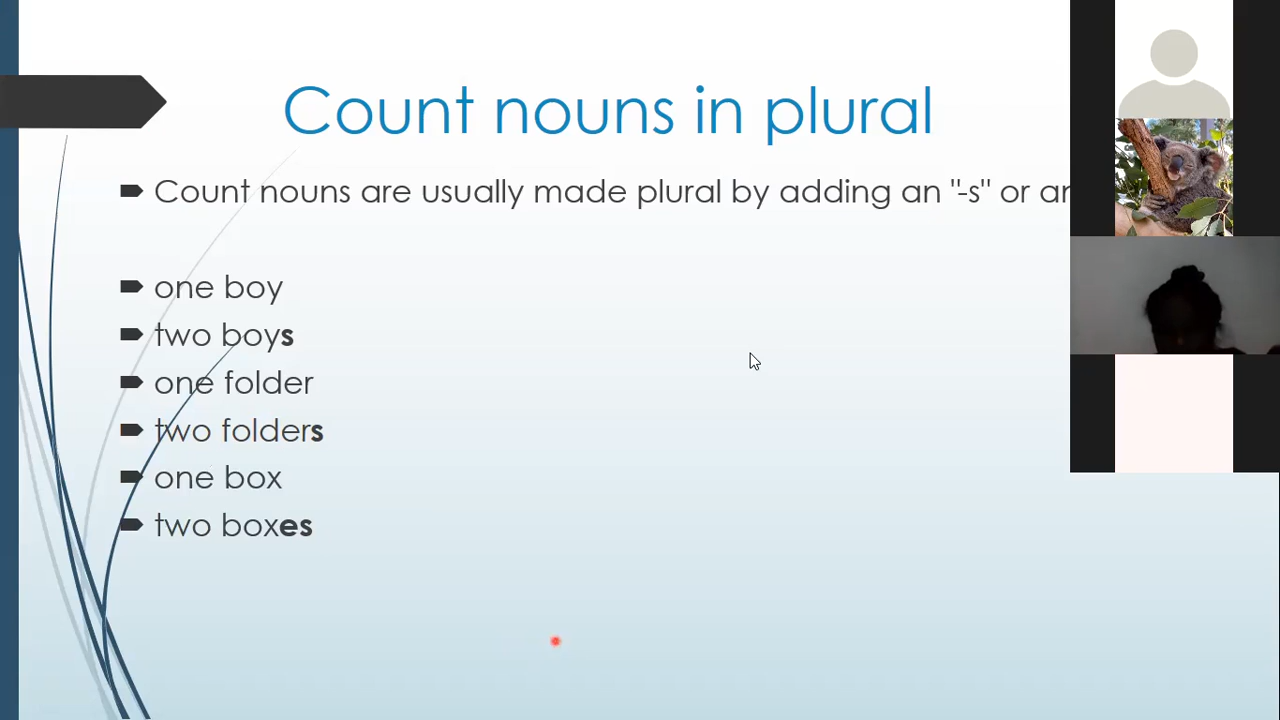 Count nouns in plural
Count nouns are usually made plural by adding an "-s" or
one boy
two boys
one folder
two folders
one box
two boxes